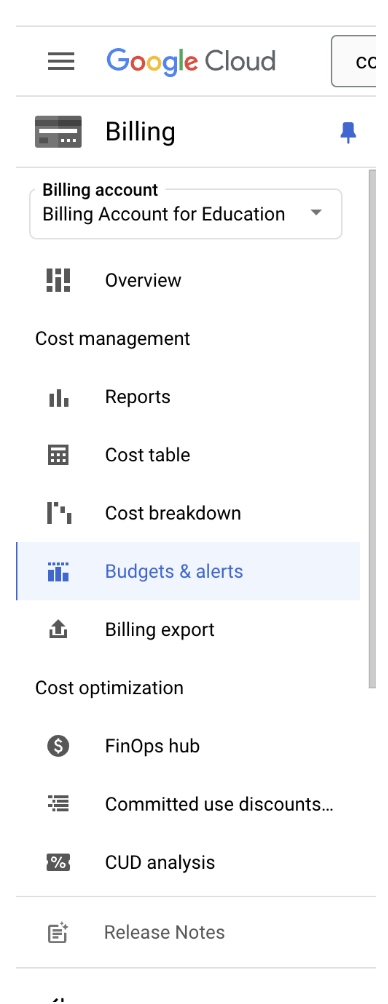 Google Cloud
Billing
Billing account
Billing Account for Education
Overview
Cost management
Reports
Cost table
Cost breakdown
Budgets & alerts
Billing export
Cost optimization
FinOps hub
Committed use discounts…
CUD analysis
Release Notes